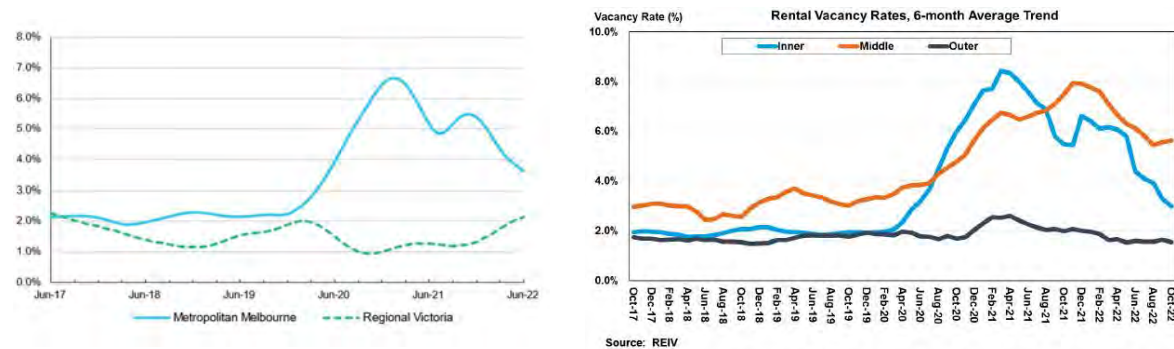 8.0%
7.0%
6.0%
5.0%
4.0%
3.0%
2.0%
1.0%
0.0%
Jun-17 Jun-18 Jun-19 Jun-20 Jun-21 Jun-22
Metropolitan Melbourne Regional Victoria
Vacancy Rate (%) Rental Vacancy Rates, 6-month Average Trend
Inner Middle Outer
10.0%
8.0%
6.0%
4.0%
2.0%
0.0%
Oct-17 Dec-17 Feb-18 Apr-18 Jun-18 Aug-18 Oct-18 Dec-18 Feb-19 Apr-19 Jun-19 Aug-19 Oct-19 Dec-19 Feb-20 Apr-20 Jun-20 Aug-20 Oct-20 Dec-20 Feb-21 Apr-21 Jun-21 Aug-21 Oct-21 Dec-21 Feb-22 Apr-22 Jun-22 Aug-22 Oct-22
Source: REIV